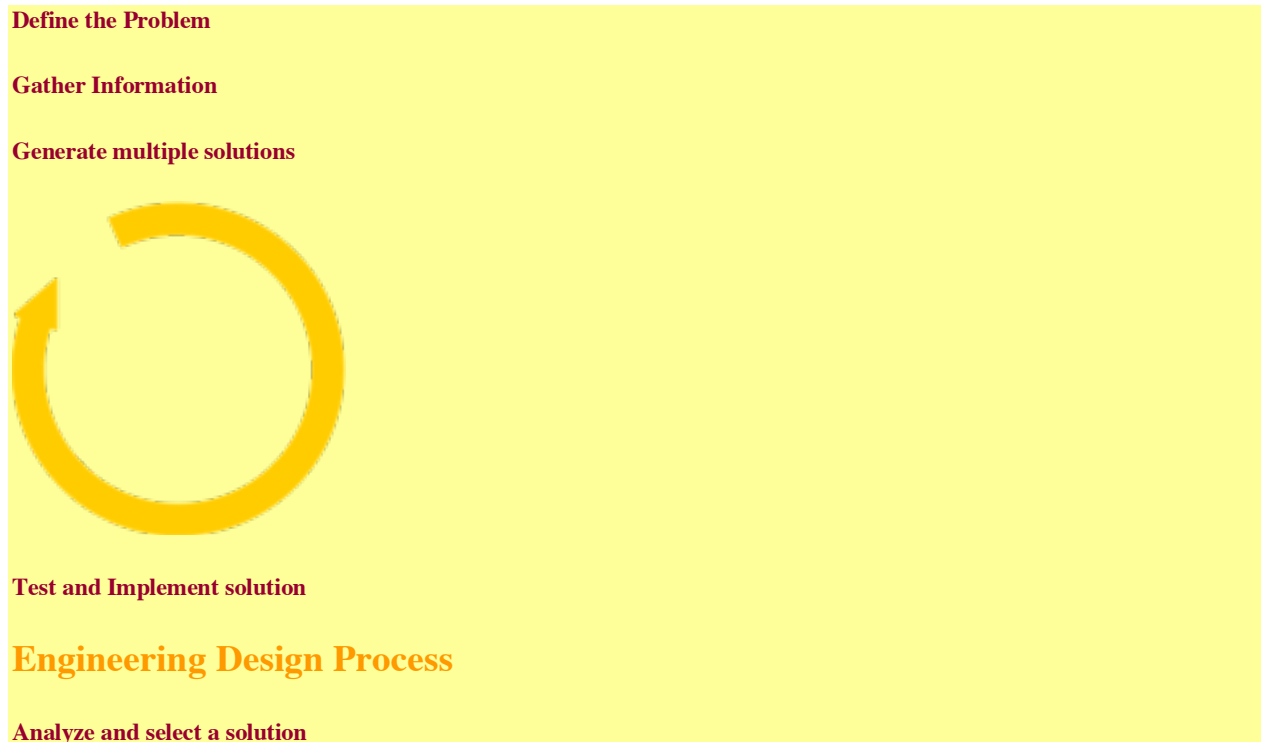 Define the Problem
Gather Information
Generate multiple solutions
Test and Implement solution
Engineering Design Process
Analyze and select a solution